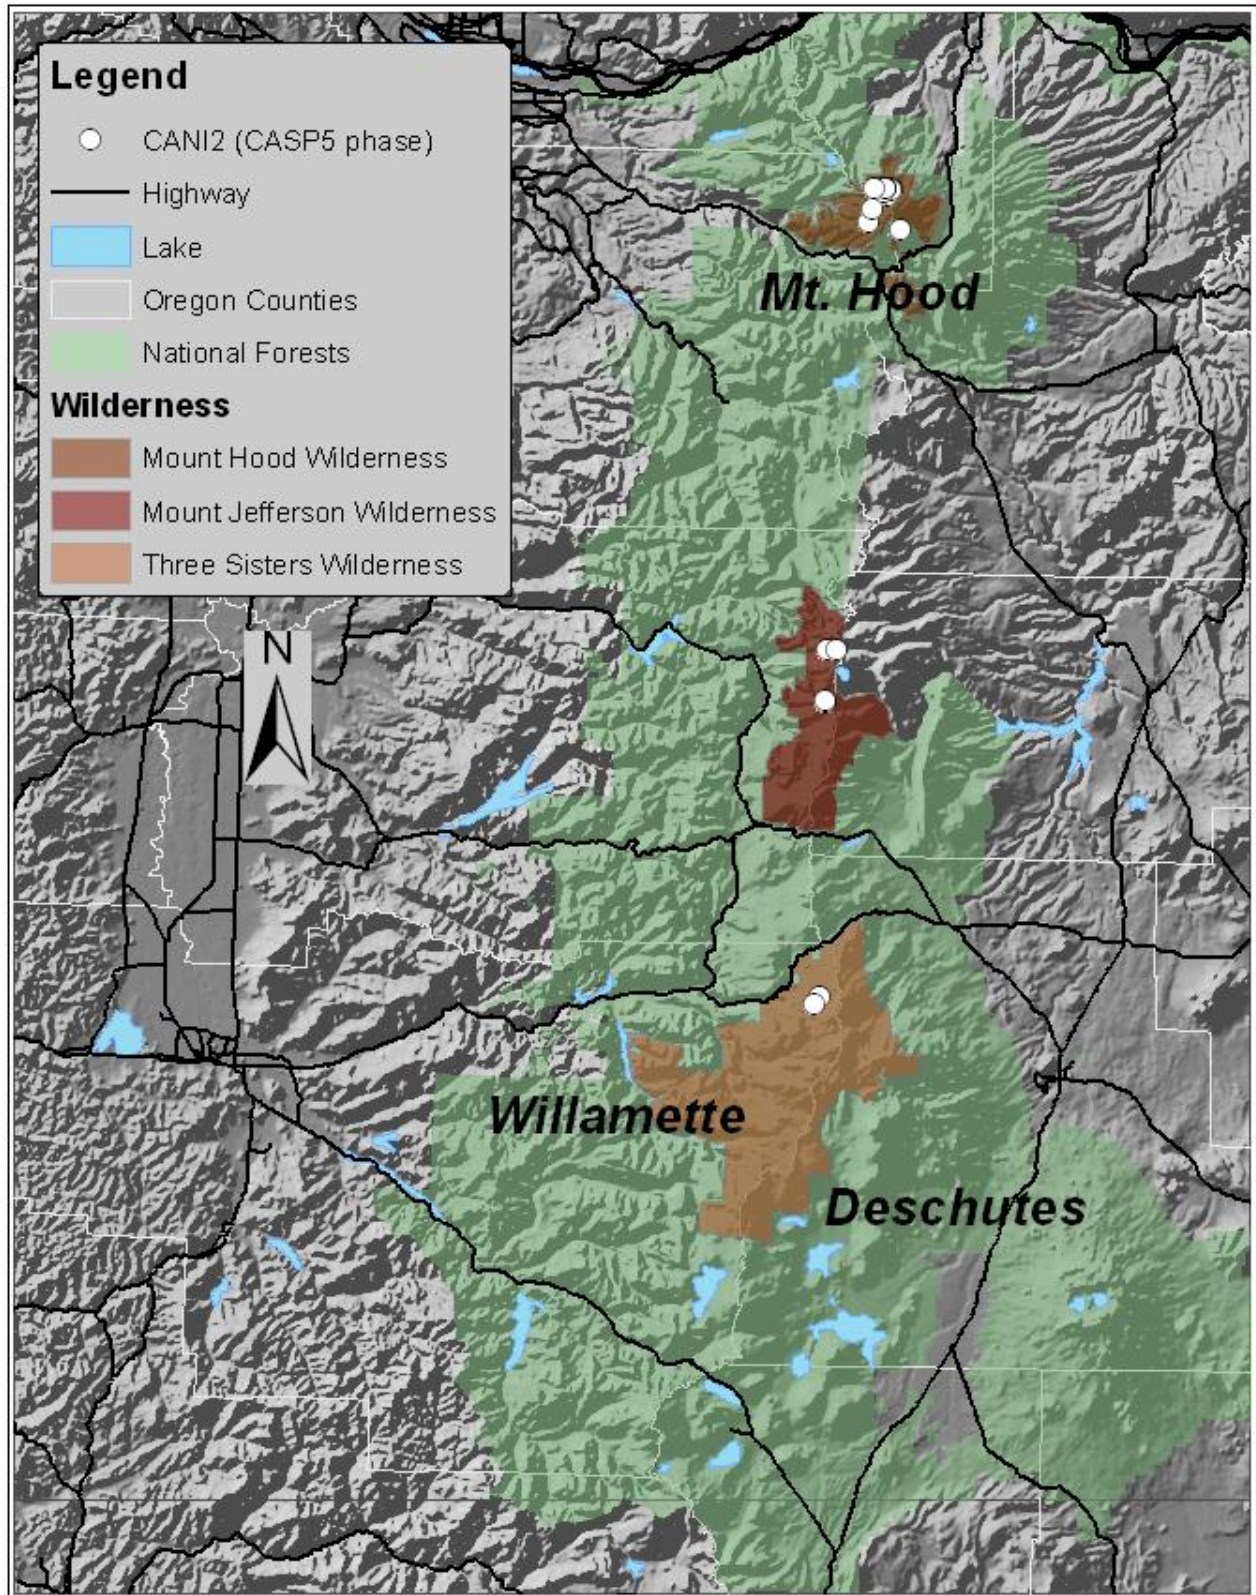 Legend
CANI2 (CASP5 phase)
Highway
Lake
Oregon Counties
National Forests
Wilderness
Mount Hood Wilderness
Mount Jefferson Wilderness
Three Sisters Wilderness
N
Mt. Hood
Willamette
Deschutes